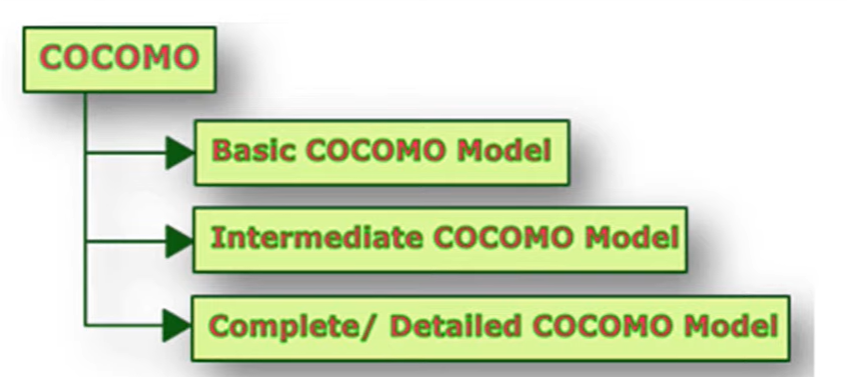 COCOMO
Basic COCOMO Model
Intermediate COCOMO Model
Complete/ Detailed COCOMO Model